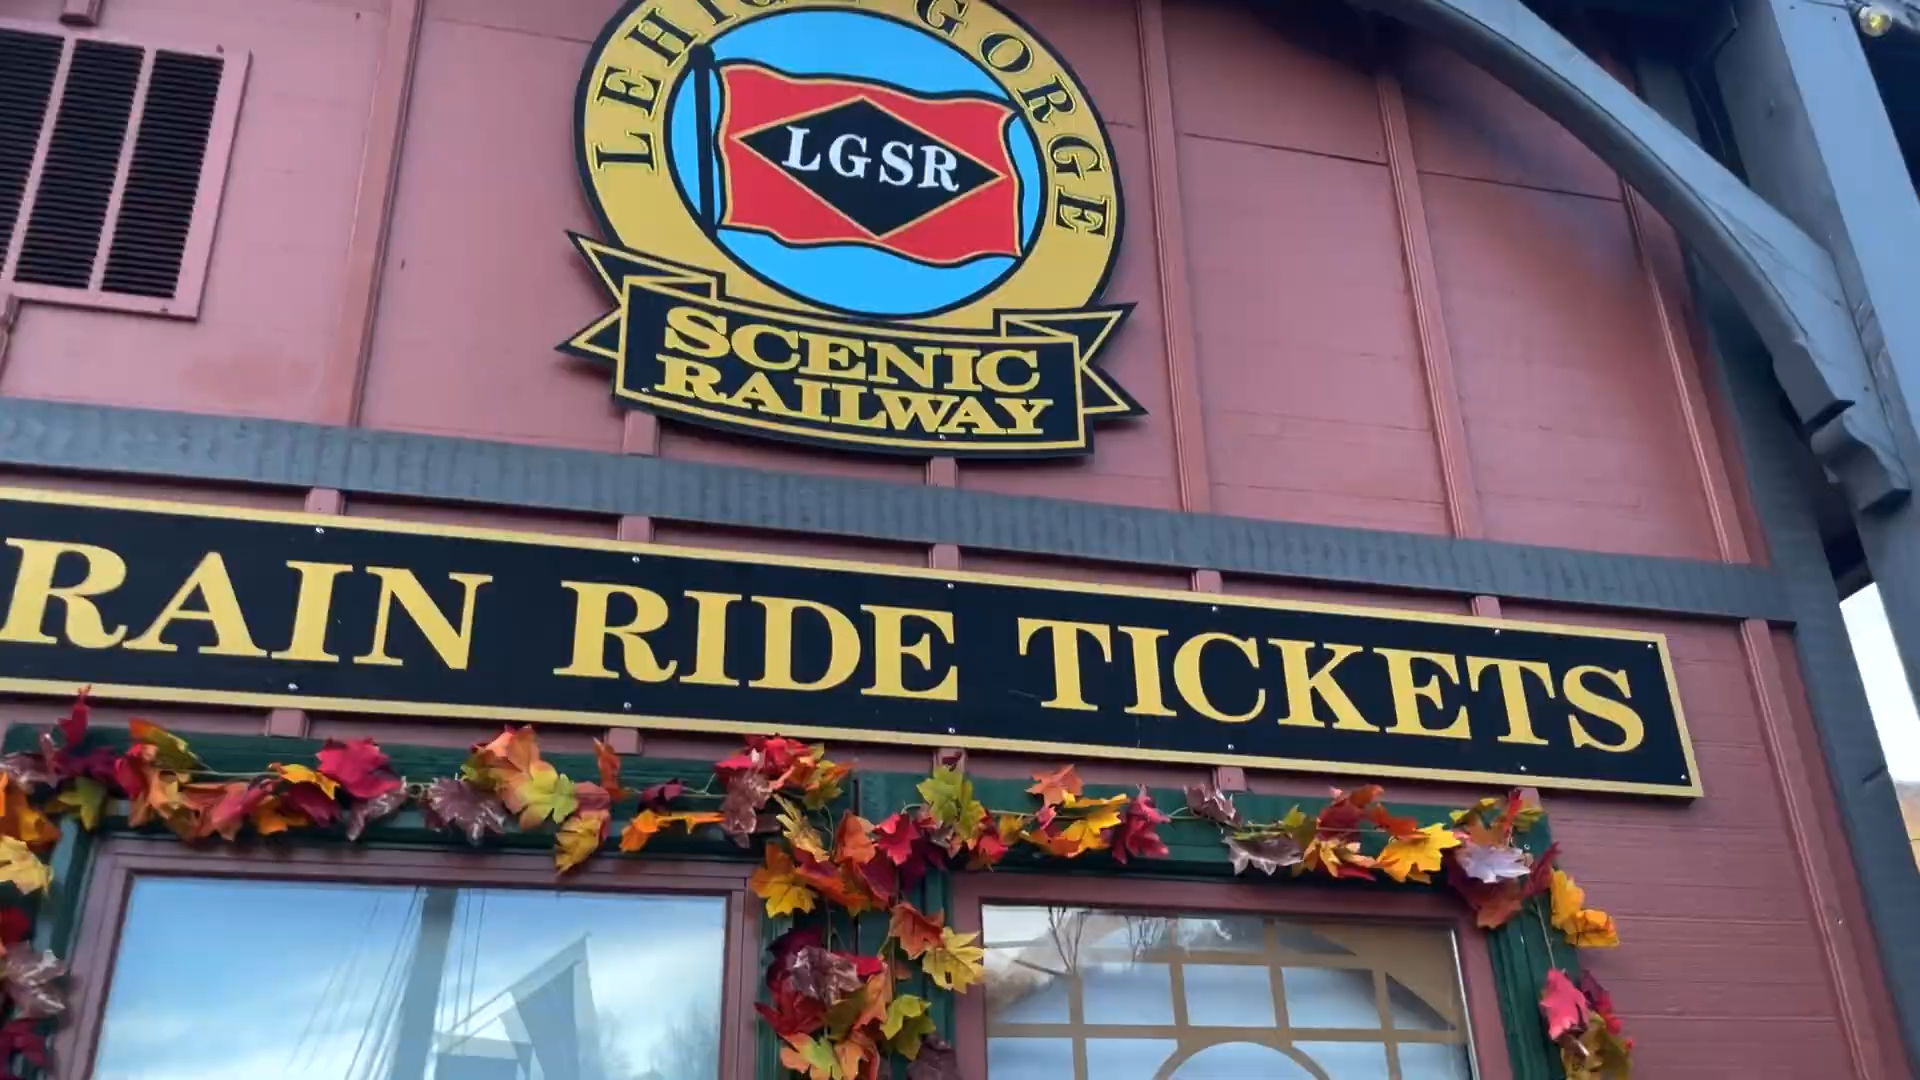 LEHIGH GORGE
LGSR
SCENIC
RAILWAY
RAIN RIDE TICKETS